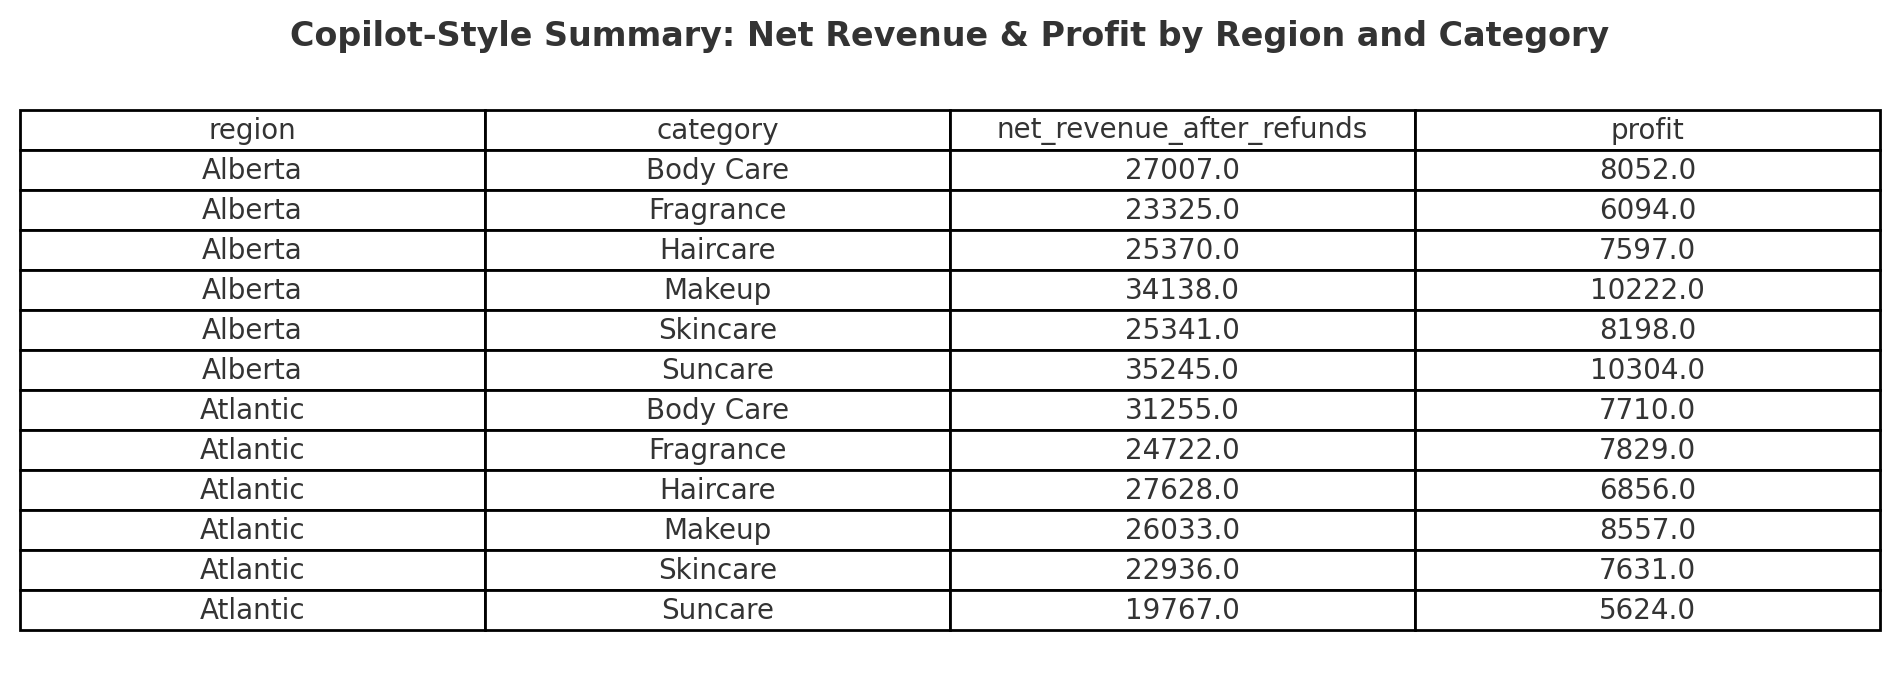 Copilot-Style Summary: Net Revenue & Profit by Region and Category
region category net_revenue_after_refunds profit
Alberta Body Care 27007.0 8052.0
Alberta Fragrance 23325.0 6094.0
Alberta Haircare 25370.0 7597.0
Alberta Makeup 34138.0 10222.0
Alberta Skincare 25341.0 8198.0
Alberta Suncare 35245.0 10304.0
Atlantic Body Care 31255.0 7710.0
Atlantic Fragrance 24722.0 7829.0
Atlantic Haircare 27628.0 6856.0
Atlantic Makeup 26033.0 8557.0
Atlantic Skincare 22936.0 7631.0
Atlantic Suncare 19767.0 5624.0